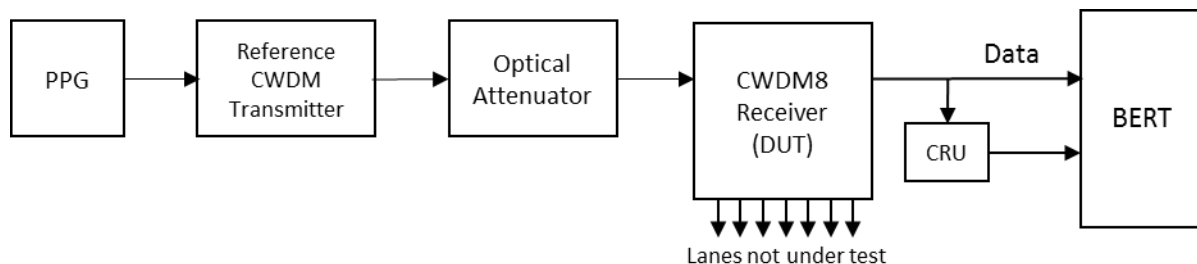 PPG
Reference
CWDM
Transmitter
Optical
Attenuator
CWDM8
Receiver
(DUT)
Data
CRU
BERT
Lanes not under test